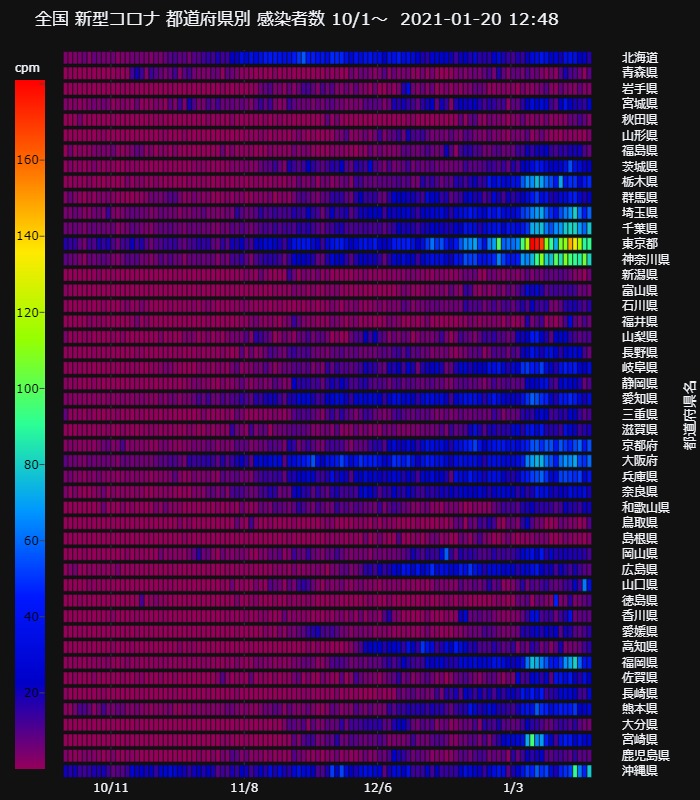 全国 新型コロナ 都道府県別 感染者数 10/1～ 2021-01-20 12:48
cpm
160
140
120
100
80
60
40
20
北海道
青森県
岩手県
宮城県
秋田県
山形県
福島県
茨城県
栃木県
群馬県
埼玉県
千葉県
東京都
神奈川県
新潟県
富山県
石川県
福井県
山梨県
長野県
岐阜県
静岡県
愛知県
三重県
滋賀県
京都府
大阪府
兵庫県
奈良県
和歌山県
鳥取県
島根県
岡山県
広島県
山口県
徳島県
香川県
愛媛県
高知県
福岡県
佐賀県
長崎県
熊本県
大分県
宮崎県
鹿児島県
沖縄県
都道府県名
10/11 11/8 12/6 1/3